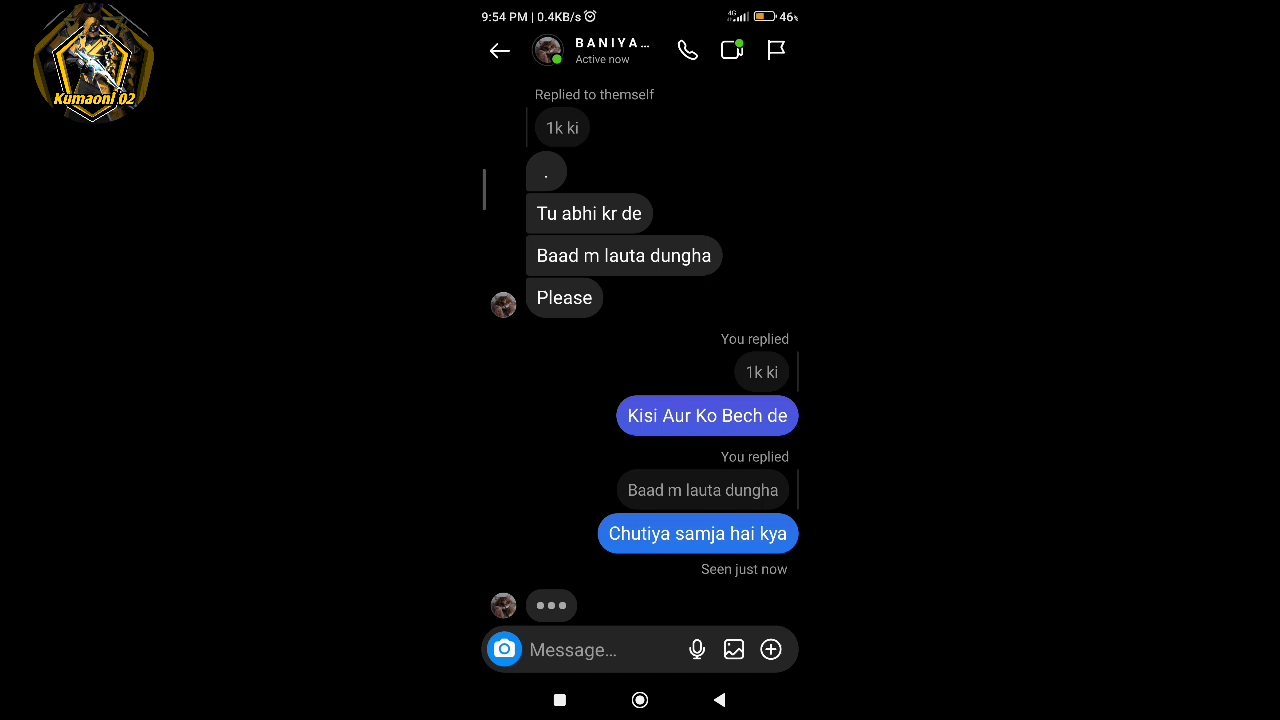 9:54 PM | 0.4KB/s
4G
46%
Kumaoni 02
BANIYA...
Active now
Replied to themself
1k ki
.
Tu abhi kr de
Baad m lauta dungha
Please
You replied
1k ki
Kisi Aur Ko Bech de
You replied
Baad m lauta dungha
Chutiya samja hai kya
Seen just now
Message...